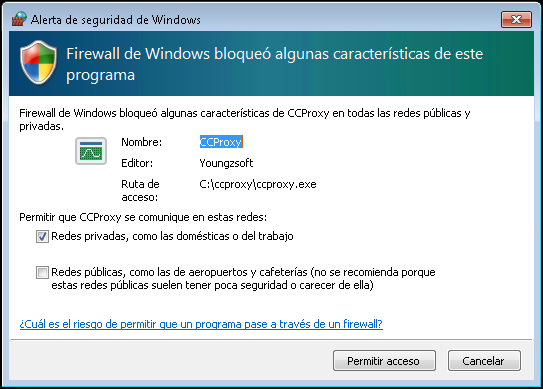 Alerta de seguridad de Windows
Firewall de Windows bloqueó algunas características de este
programa
Firewall de Windows bloqueó algunas características de CCProxy en todas las redes públicas y
privadas.
Nombre: CCProxy
Editor: Youngzsoft
Ruta de C:\ccproxy\ccproxy.exe
acceso:
Permitir que CCProxy se comunique en estas redes:
Redes privadas, como las domésticas o del trabajo
Redes públicas, como las de aeropuertos y cafeterías (no se recomienda porque
estas redes públicas suelen tener poca seguridad o carecer de ella)
¿Cuál es el riesgo de permitir que un programa pase a través de un firewall?
Permitir acceso Cancelar